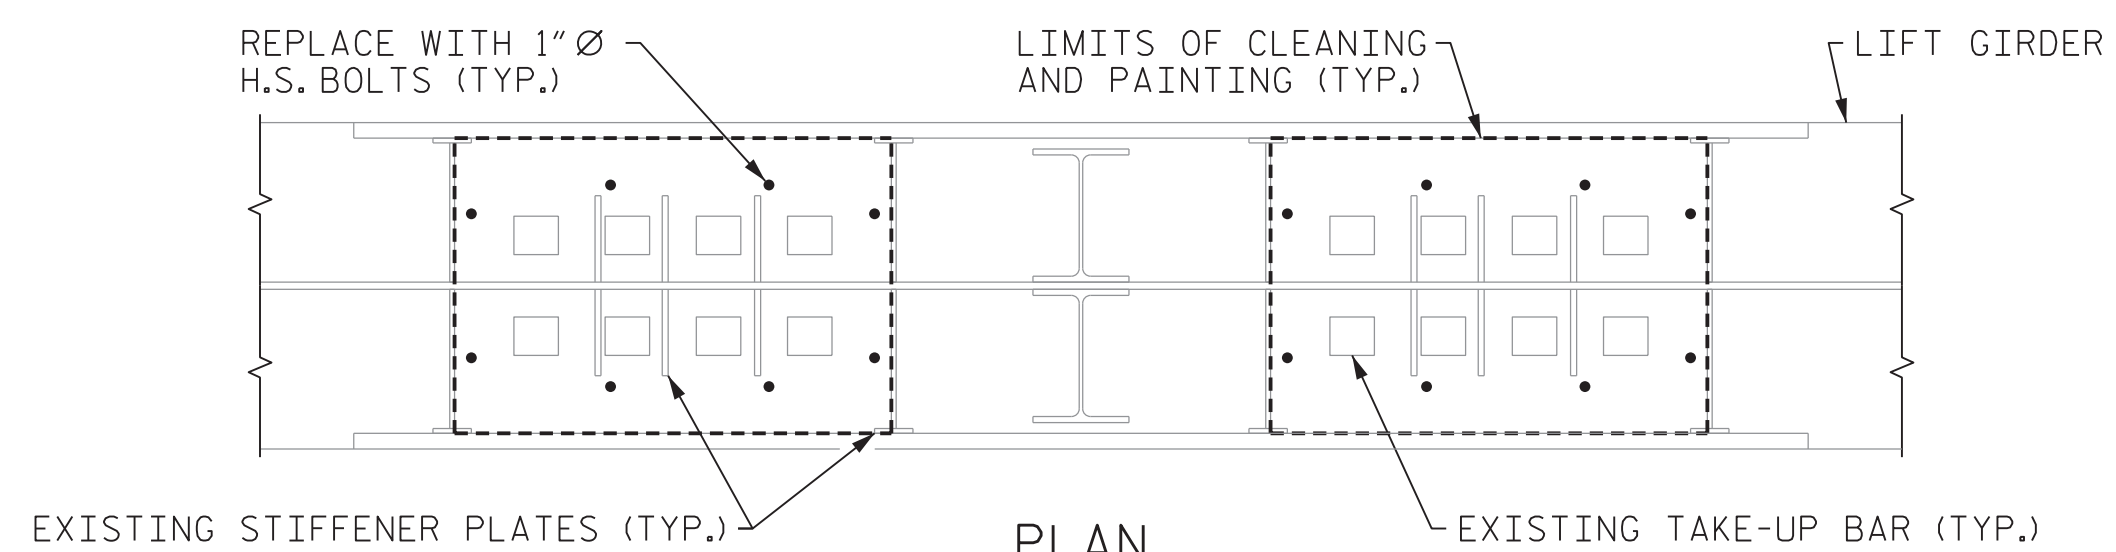 REPLACE WITH 1" Ø
H.S. BOLTS (TYP.)
LIMITS OF CLEANING
AND PAINTING (TYP.)
LIFT GIRDER
EXISTING STIFFENER PLATES (TYP.)
PLAN
EXISTING TAKE-UP BAR (TYP.)